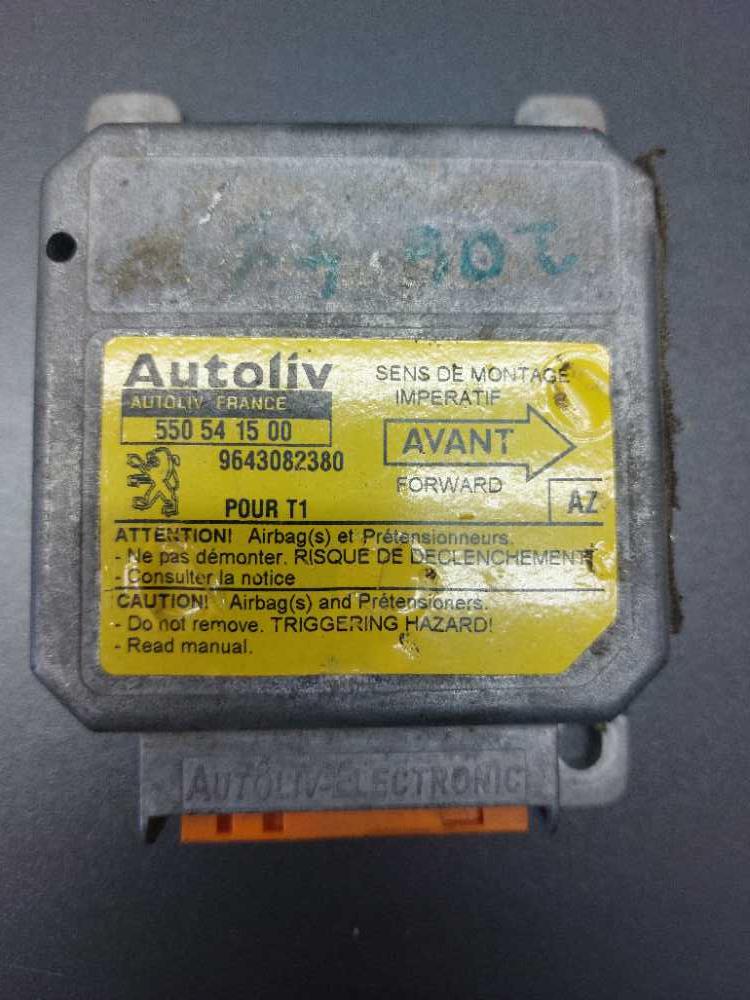 Autoliv
AUTOLIV FRANCE
550 54 15 00
9643082380
POUR T1
SENS DE MONTAGE
IMPERATIF
AVANT
FORWARD
AZ
ATTENTION! Airbag(s) et Prétensionneurs.
- Ne pas démonter. RISQUE DE DECLENCHEMENT!
- Consulter la notice
CAUTION! Airbag(s) and Prétensioners.
- Do not remove. TRIGGERING HAZARD!
- Read manual.
AUTOLIV-ELECTRONIC